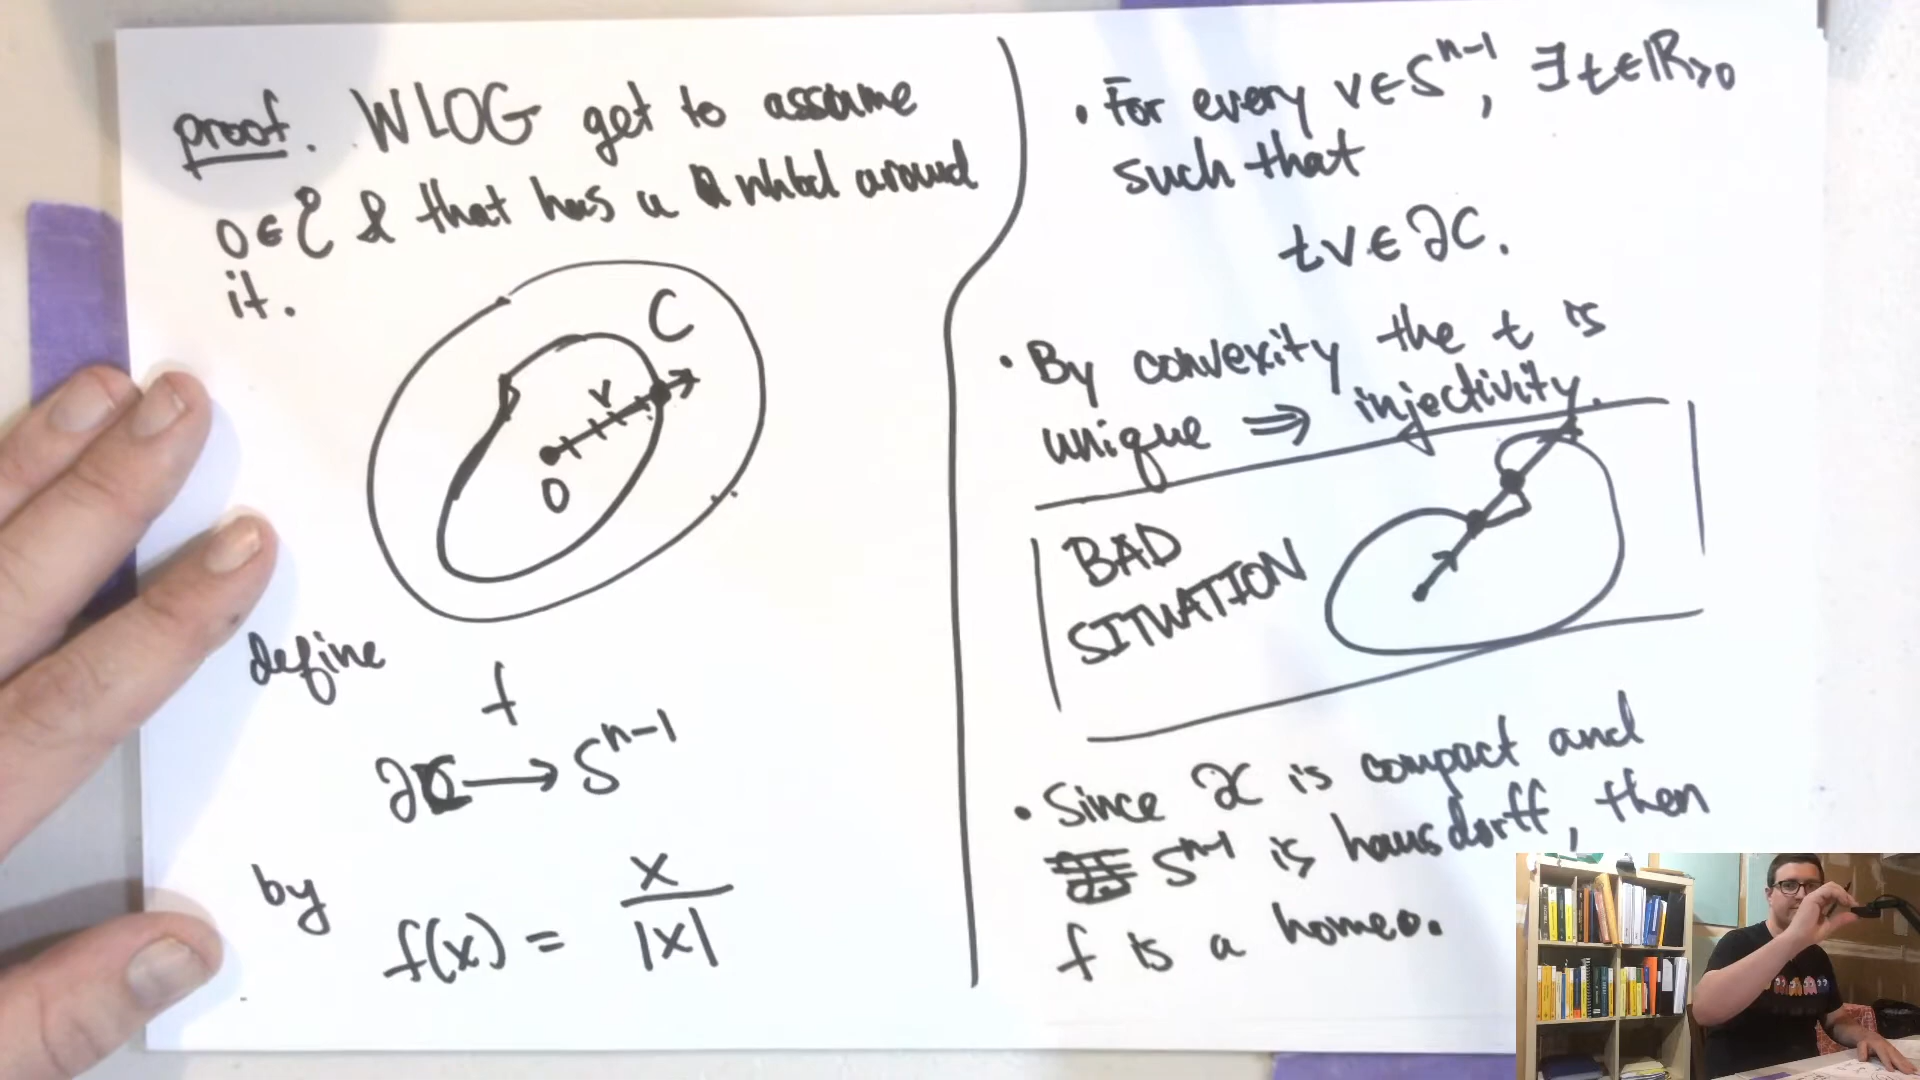 proof. WLOG get to assume
0 ∈ C & that has a nhbd around
it.
C
v
0
define
f
∂C ⟶ S^{n-1}
by
f(x) = x/|x|
• For every v ∈ S^{n-1}, ∃ t ∈ ℝ_{>0}
such that
tv ∈ ∂C.
• By convexity the t is
unique ⇒ injectivity.
BAD
SITUATION
• Since ∂C is compact and
S^{n-1} is hausdorff, then
f is a homeo.